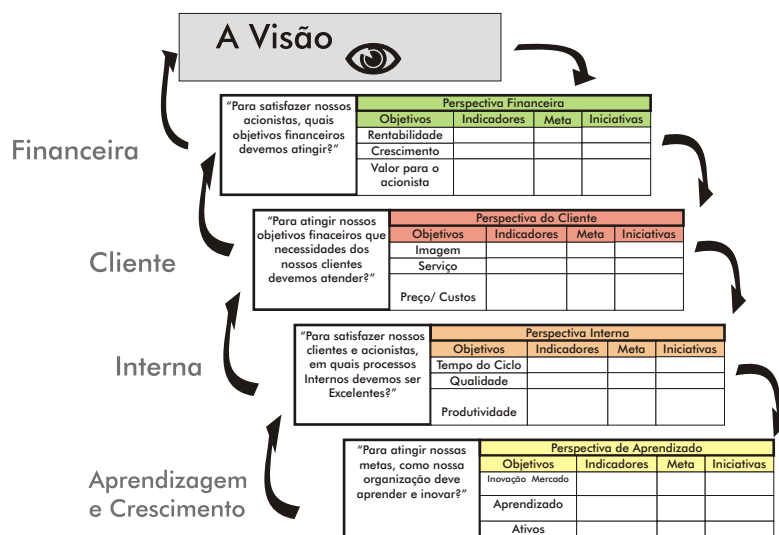 A Visão
Financeira
"Para satisfazer nossos
acionistas, quais
objetivos financeiros
devemos atingir?"
Perspectiva Financeira
Objetivos Indicadores Meta Iniciativas
Rentabilidade
Crescimento
Valor para o
acionista
Cliente
"Para atingir nossos
objetivos finaceiros que
necessidades dos
nossos clientes
devemos atender?"
Perspectiva do Cliente
Objetivos Indicadores Meta Iniciativas
Imagem
Serviço
Preço/ Custos
Interna
"Para satisfazer nossos
clientes e acionistas,
em quais processos
Internos devemos ser
Excelentes?"
Perspectiva Interna
Objetivos Indicadores Meta Iniciativas
Tempo do Ciclo
Qualidade
Produtividade
Aprendizagem
e Crescimento
"Para atingir nossas
metas, como nossa
organização deve
aprender e inovar?"
Perspectiva de Aprendizado
Objetivos Indicadores Meta Iniciativas
Inovação Mercado
Aprendizado
Ativos